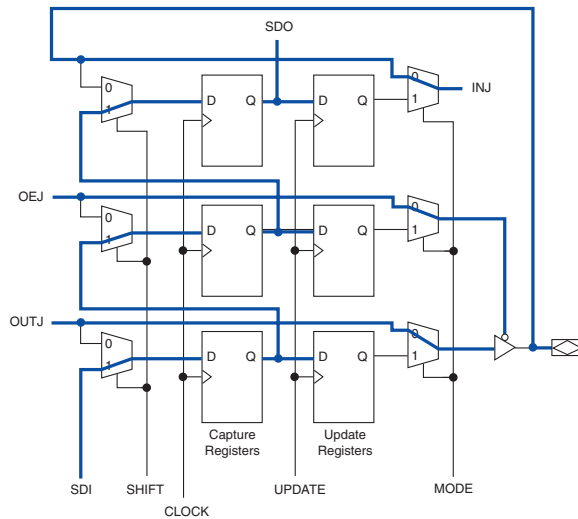 SDO
0
1
D Q
D Q
0
1
INJ
OEJ
0
1
D Q
D Q
0
1
OUTJ
0
1
D Q
D Q
0
1
Capture
Registers
Update
Registers
SDI
SHIFT
CLOCK
UPDATE
MODE